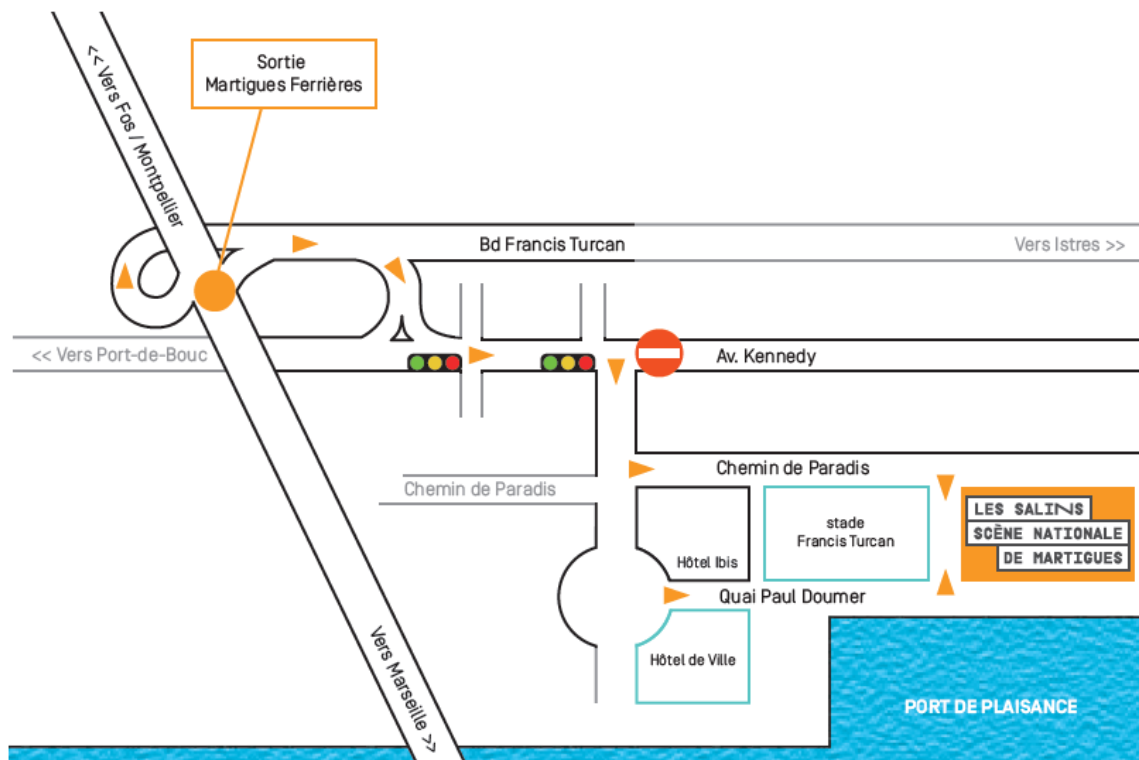 << Vers Fos / Montpellier
Sortie
Martigues Ferrières
Bd Francis Turcan
Vers Istres >>
<< Vers Port-de-Bouc
Av. Kennedy
Chemin de Paradis
Chemin de Paradis
LES SALINS
SCÈNE NATIONALE
DE MARTIGUES
stade
Francis Turcan
Hôtel Ibis
Quai Paul Doumer
Hôtel de Ville
Vers Marseille >>
PORT DE PLAISANCE